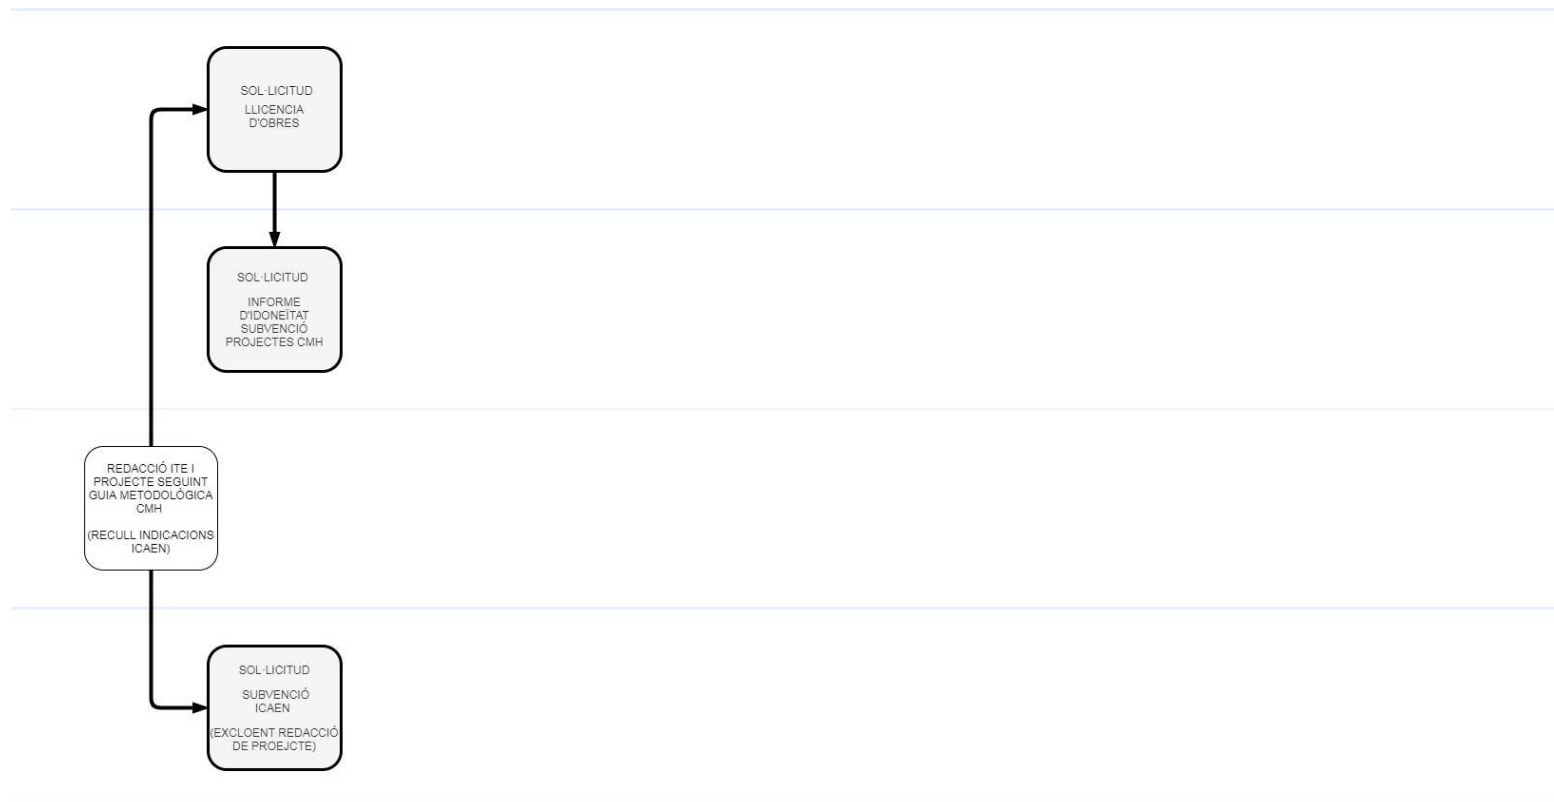 SOL·LICITUD
LLICENCIA
D'OBRES
SOL·LICITUD
INFORME
D'IDONEÏTAT
SUBVENCIÓ
PROJECTES CMH
REDACCIÓ ITE I
PROJECTE SEGUINT
GUIA METODOLÒGICA
CMH
(RECULL INDICACIONS
ICAEN)
SOL·LICITUD
SUBVENCIÓ
ICAEN
(EXCLOENT REDACCIÓ
DE PROEJCTE)